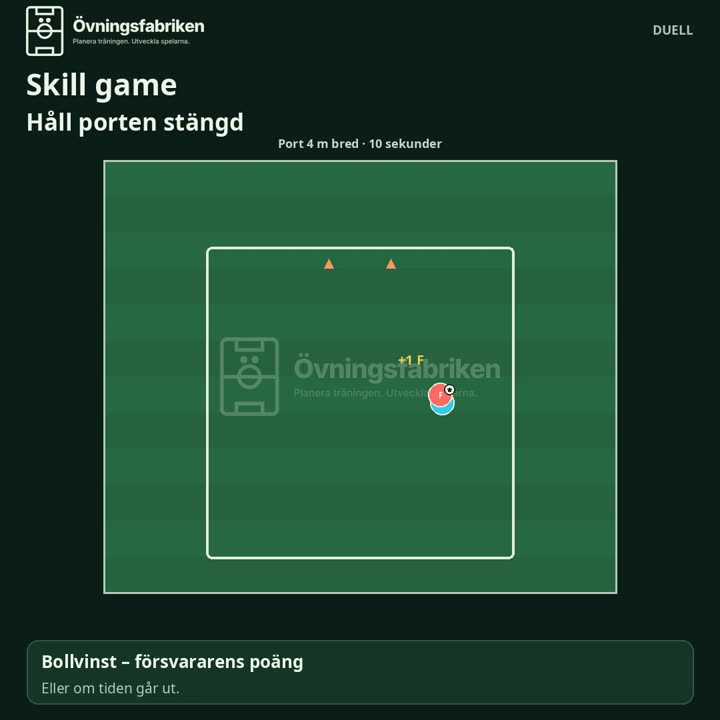 Övningsfabriken
Planera träningen. Utveckla spelarna.
DUELL
Skill game
Håll porten stängd
Port 4 m bred · 10 sekunder
+1 F
Övningsfabriken
Planera träningen. Utveckla spelarna.
F
Bollvinst – försvararens poäng
Eller om tiden går ut.